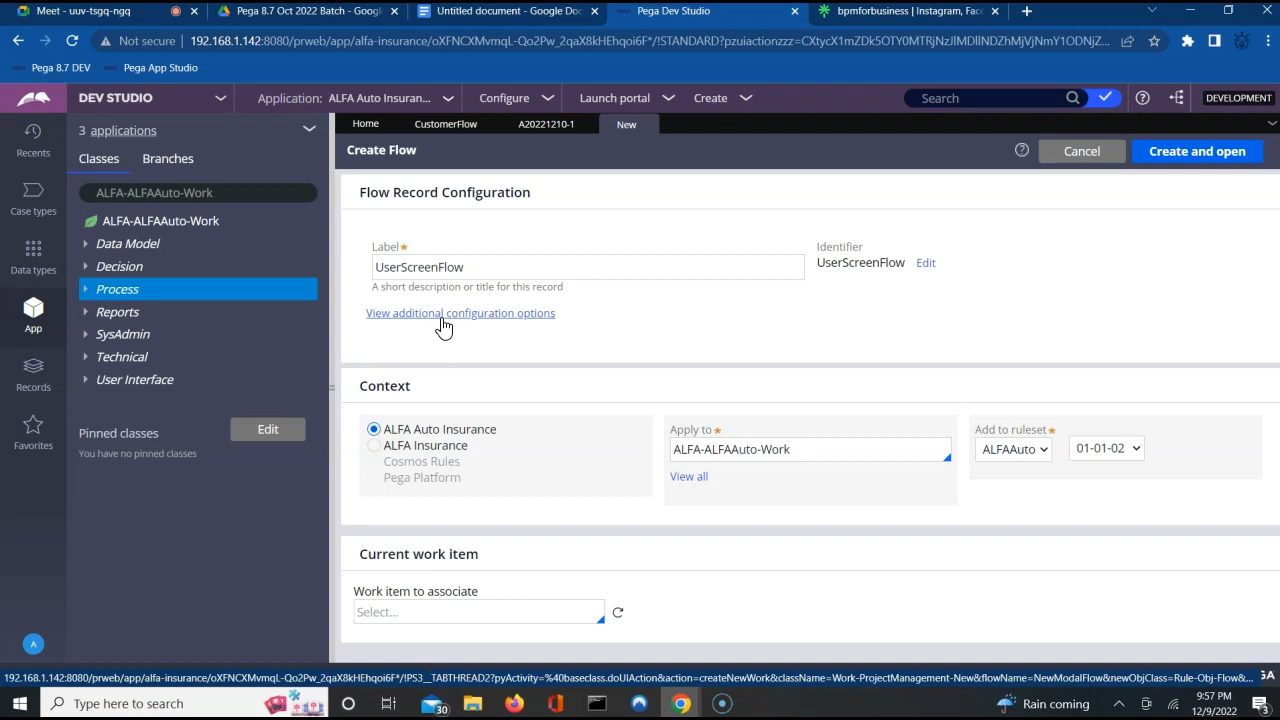 Meet - uuv-tsgq-ngq
Pega 8.7 Oct 2022 Batch - Googl
Untitled document - Google Doc
Pega Dev Studio
bpmforbusiness | Instagram, Fac
Not secure | 192.168.1.142:8080/prweb/app/alfa-insurance/oXFNCXMvmqL-Qo2Pw_2qaX8kHEhqoi6F*/!STANDARD?pzuiactionzzz=CXtycX1mZDk5OTY0MTRjNzJlMDllNDZhMjVjNmY1ODNjZ...
Pega 8.7 DEV
Pega App Studio
DEV STUDIO
Application: ALFA Auto Insuran...
Configure
Launch portal
Create
Search
DEVELOPMENT
Recents
Case types
Data types
App
Records
Favorites
A
3 applications
Classes
Branches
ALFA-ALFAAuto-Work
ALFA-ALFAAuto-Work
Data Model
Decision
Process
Reports
SysAdmin
Technical
User Interface
Pinned classes
Edit
You have no pinned classes
Home
CustomerFlow
A20221210-1
New
Create Flow
Cancel
Create and open
Flow Record Configuration
Label*
UserScreenFlow
A short description or title for this record
Identifier
UserScreenFlow Edit
View additional configuration options
Context
ALFA Auto Insurance
ALFA Insurance
Cosmos Rules
Pega Platform
Apply to*
ALFA-ALFAAuto-Work
View all
Add to ruleset*
ALFAAuto
01-01-02
Current work item
Work item to associate
Select...
192.168.1.142:8080/prweb/app/alfa-insurance/oXFNCXMvmqL-Qo2Pw_2qaX8kHEhqoi6F*/!PS3__TABTHREAD2?pyActivity=%40baseclass.doUIAction&action=createNewWork&className=Work-ProjectManagement-New&flowName=NewModalFlow&newObjClass=Rule-Obj-Flow&...
GA
Type here to search
30
Rain coming
9:57 PM
12/9/2022
3